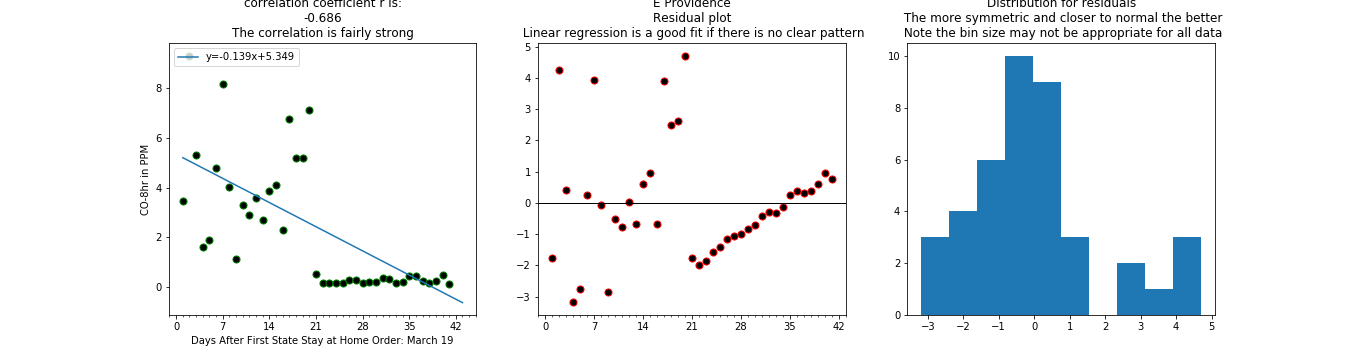 correlation coefficient r is:
-0.686
The correlation is fairly strong
y=-0.139x+5.349
8
6
4
2
0
CO-8hr in PPM
0 7 14 21 28 35 42
Days After First State Stay at Home Order: March 19
E Providence
Residual plot
Linear regression is a good fit if there is no clear pattern
5
4
3
2
1
0
−1
−2
−3
0 7 14 21 28 35 42
Distribution for residuals
The more symmetric and closer to normal the better
Note the bin size may not be appropriate for all data
10
8
6
4
2
0
−3 −2 −1 0 1 2 3 4 5